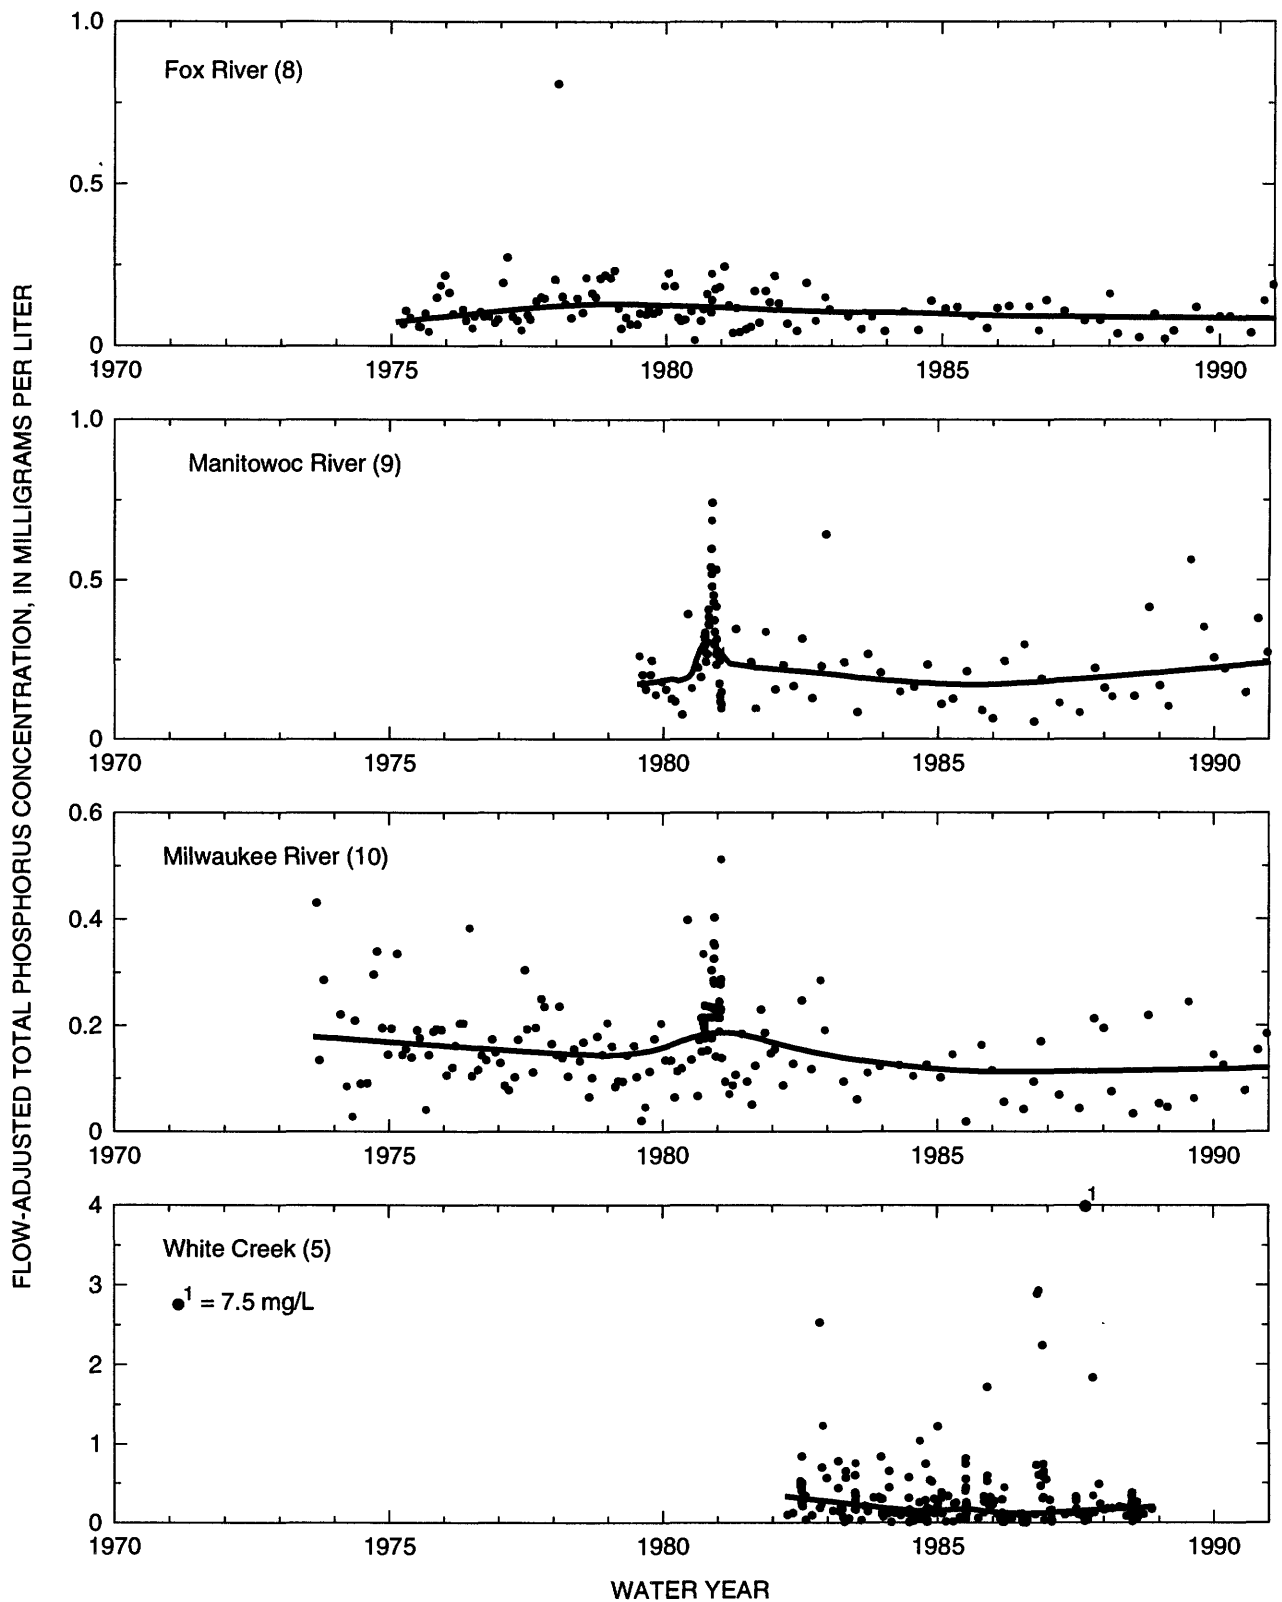 FLOW-ADJUSTED TOTAL PHOSPHORUS CONCENTRATION, IN MILLIGRAMS PER LITER
1.0
Fox River (8)
0.5
0
1970 1975 1980 1985 1990
1.0
Manitowoc River (9)
0.5
0
1970 1975 1980 1985 1990
0.6
Milwaukee River (10)
0.4
0.2
0
1970 1975 1980 1985 1990
4
1
White Creek (5)
3
1 = 7.5 mg/L
2
1
0
1970 1975 1980 1985 1990
WATER YEAR